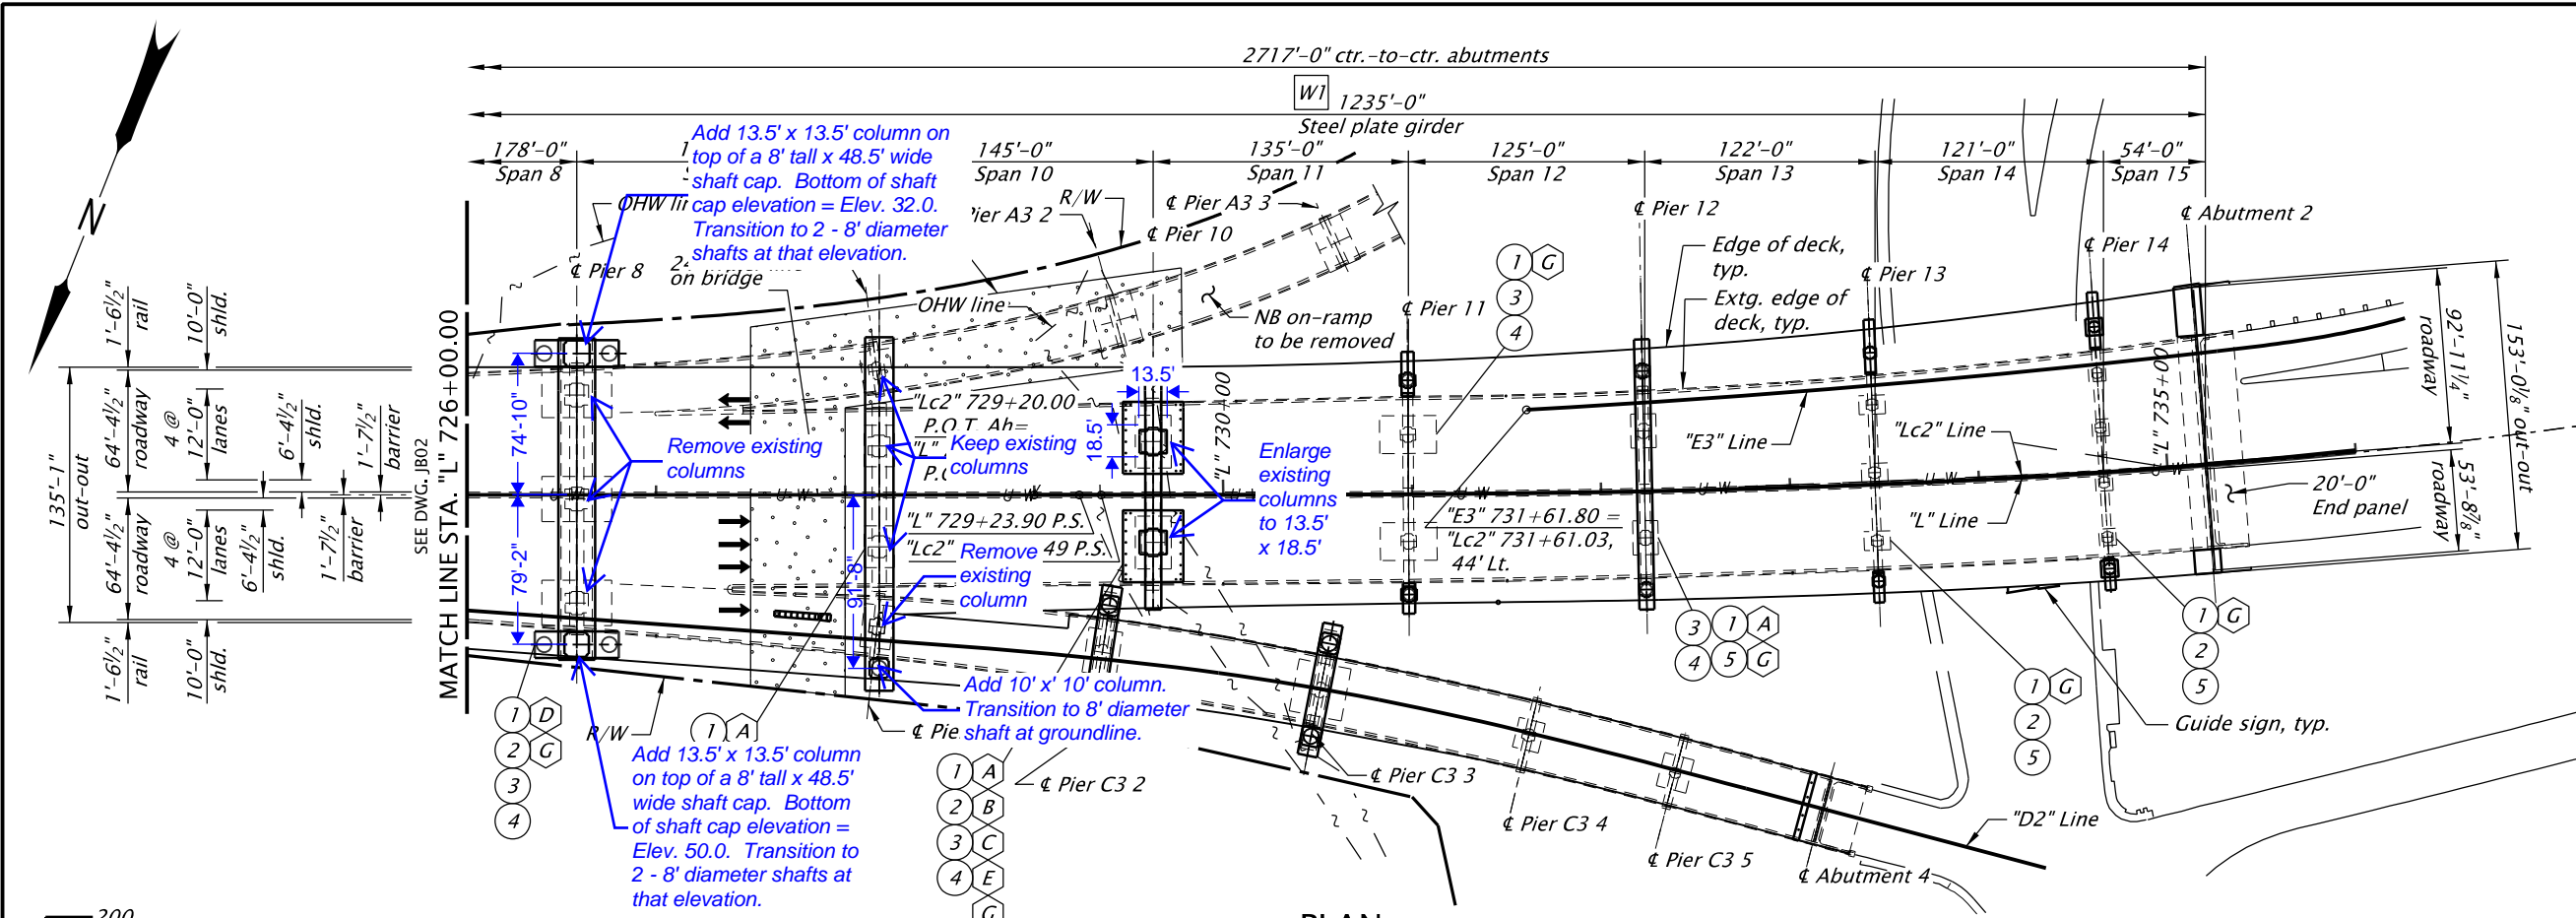 2717'-0" ctr.-to-ctr. abutments
W1
1235'-0"
Steel plate girder
178'-0"
Span 8
145'-0"
Span 10
135'-0"
Span 11
125'-0"
Span 12
122'-0"
Span 13
121'-0"
Span 14
54'-0"
Span 15
Add 13.5' x 13.5' column on
top of a 8' tall x 48.5' wide
shaft cap. Bottom of shaft
cap elevation = Elev. 32.0.
Transition to 2 - 8' diameter
shafts at that elevation.
N
OHW
℄ Pier 8
on bridge
Pier A3 2
R/W
℄ Pier A3 3
℄ Pier 10
OHW line
NB on-ramp
to be removed
℄ Pier 11
1 G
3
4
℄ Pier 12
Edge of deck,
typ.
Extg. edge of
deck, typ.
℄ Pier 13
℄ Pier 14
℄ Abutment 2
1'-6½"
rail
10'-0"
shld.
135'-1"
out-out
64'-4½"
roadway
4 @
12'-0"
lanes
6'-4½"
shld.
1'-7½"
barrier
64'-4½"
roadway
4 @
12'-0"
lanes
6'-4½"
shld.
1'-7½"
barrier
1'-6½"
rail
10'-0"
shld.
SEE DWG. JB02
MATCH LINE STA. "L" 726+00.00
74'-10"
79'-2"
Remove existing
columns
91'-8"
"Lc2" 729+20.00
P.O.T. Ah=
"L"
Keep existing
columns
"L" 729+23.90 P.S.
"Lc2"
49 P.S.
Remove
existing
column
13.5'
18.5'
"L" 730+00
Enlarge
existing
columns
to 13.5'
x 18.5'
"E3" 731+61.80 =
"Lc2" 731+61.03,
44' Lt.
"E3" Line
"Lc2" Line
"L" Line
"L" 735+00
20'-0"
End panel
92'-11¼"
roadway
53'-8⅞"
roadway
153'-0⅛" out-out
3 1 A
4 5 G
1 G
2
5
1 G
2
5
Guide sign, typ.
1 D
2 G
3
4
R/W
1 A
℄ Pie
Add 10' x' 10' column.
Transition to 8' diameter
shaft at groundline.
Add 13.5' x 13.5' column
on top of a 8' tall x 48.5'
wide shaft cap. Bottom
of shaft cap elevation =
Elev. 50.0. Transition to
2 - 8' diameter shafts at
that elevation.
1 A
2 B
3 C
4 E
G
℄ Pier C3 2
℄ Pier C3 3
℄ Pier C3 4
℄ Pier C3 5
℄ Abutment 4
"D2" Line
200
PLAN